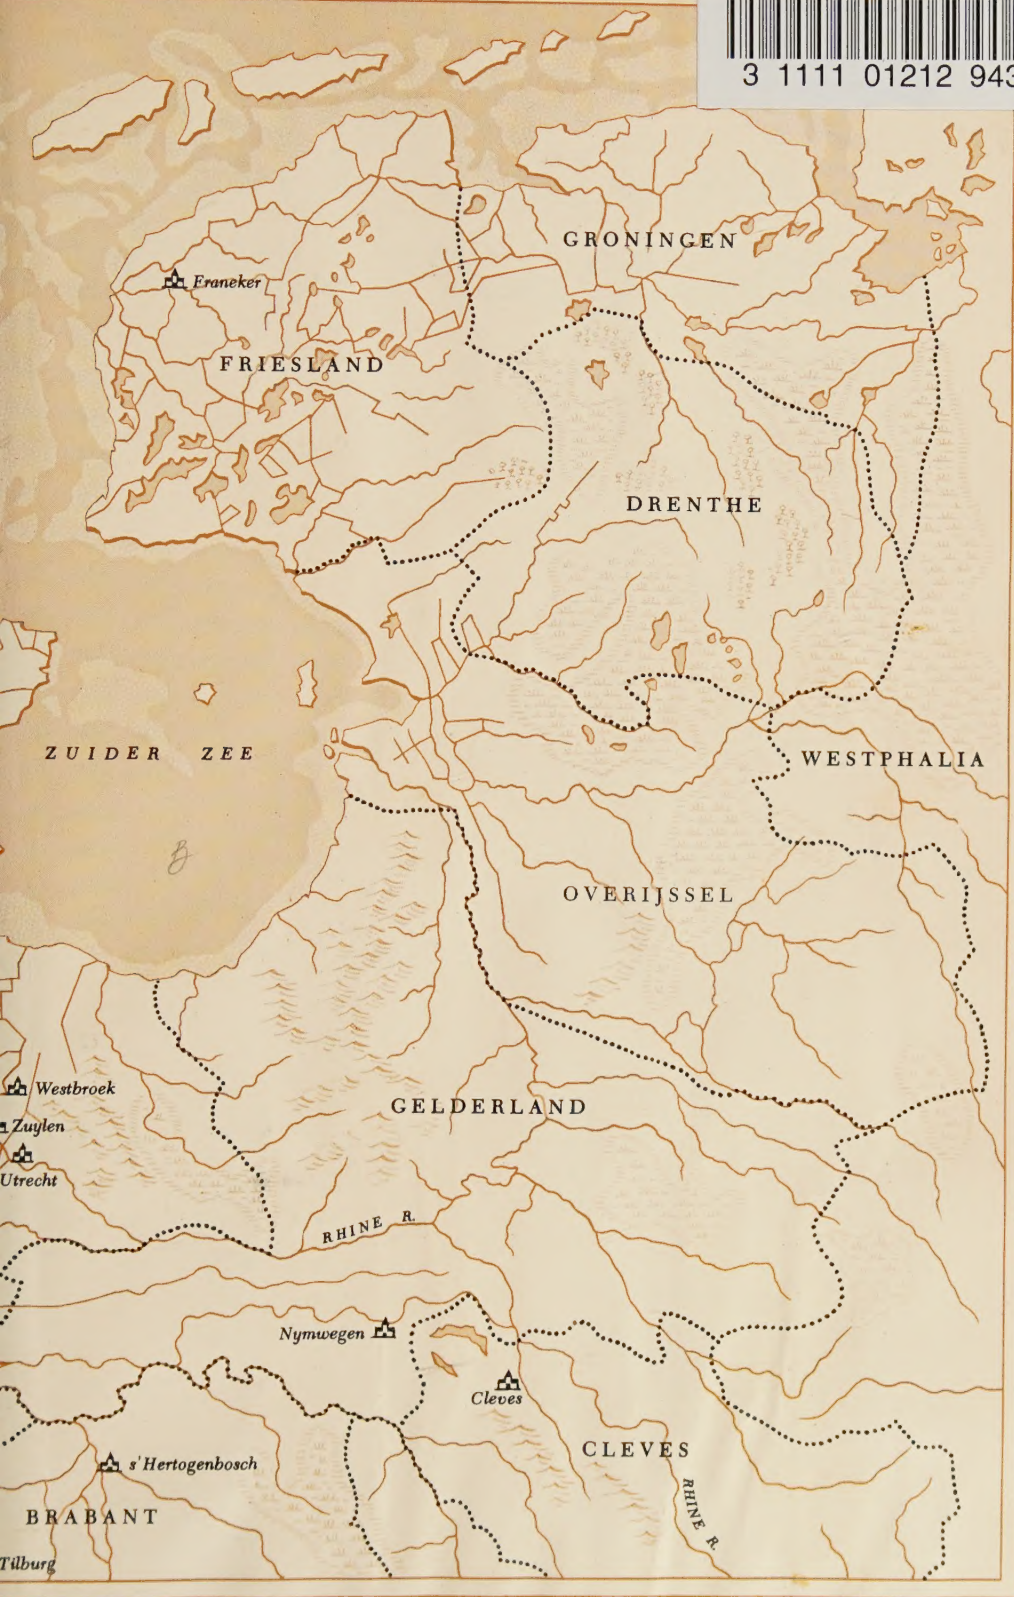 3 1111 01212 943
GRONINGEN
Franeker
FRIESLAND
DRENTHE
ZUIDER ZEE
WESTPHALIA
OVERIJSSEL
Westbroek
GELDERLAND
Zuylen
Utrecht
RHINE R.
Nymwegen
Cleves
CLEVES
s'Hertogenbosch
RHINE R.
BRABANT
Tilburg